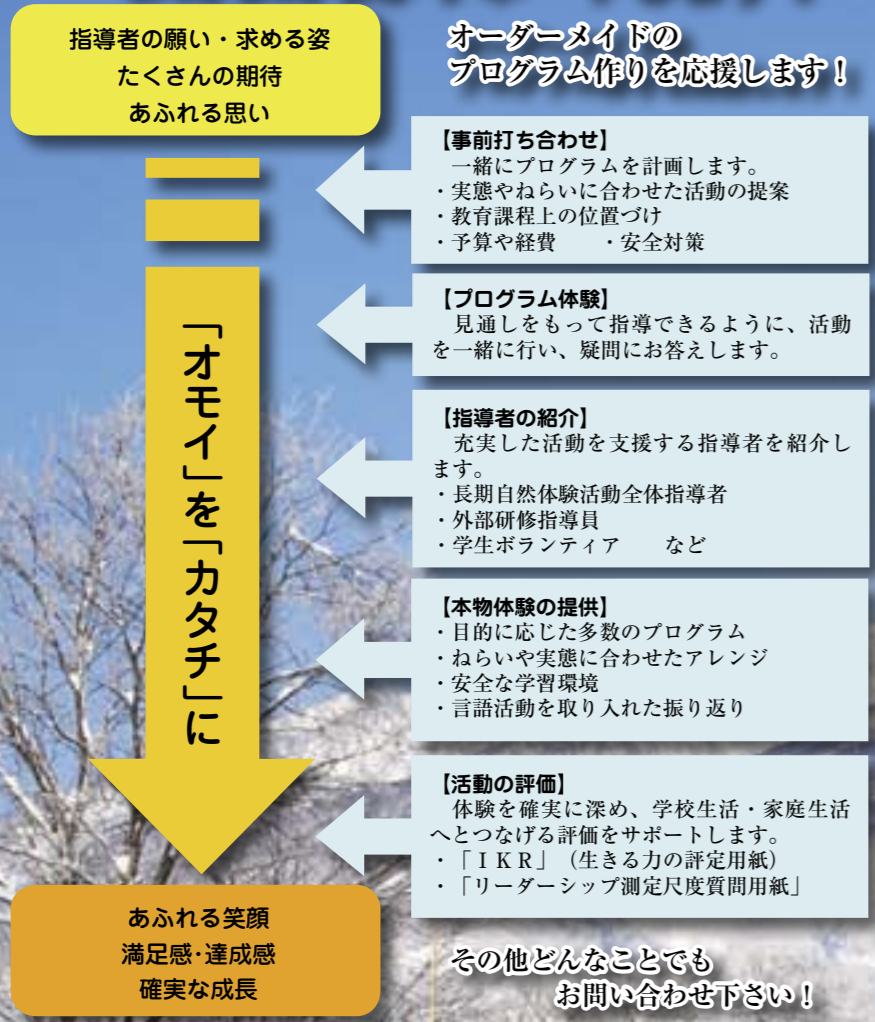 指導者の願い・求める姿
たくさんの期待
あふれる思い
オーダーメイドの
プログラム作りを応援します！
【事前打ち合わせ】
一緒にプログラムを計画します。
・実態やねらいに合わせた活動の提案
・教育課程上の位置づけ
・予算や経費　　・安全対策
【プログラム体験】
見通しをもって指導できるように、活動
を一緒に行い、疑問にお答えします。
【指導者の紹介】
充実した活動を支援する指導者を紹介し
ます。
・長期自然体験活動全体指導者
・外部研修指導員
・学生ボランティア　　など
【本物体験の提供】
・目的に応じた多数のプログラム
・ねらいや実態に合わせたアレンジ
・安全な学習環境
・言語活動を取り入れた振り返り
【活動の評価】
体験を確実に深め、学校生活・家庭生活
へとつなげる評価をサポートします。
・「ＩＫＲ」（生きる力の評定用紙）
・「リーダーシップ測定尺度質問用紙」
「オモイ」を「カタチ」に
あふれる笑顔
満足感・達成感
確実な成長
その他どんなことでも
お問い合わせ下さい！